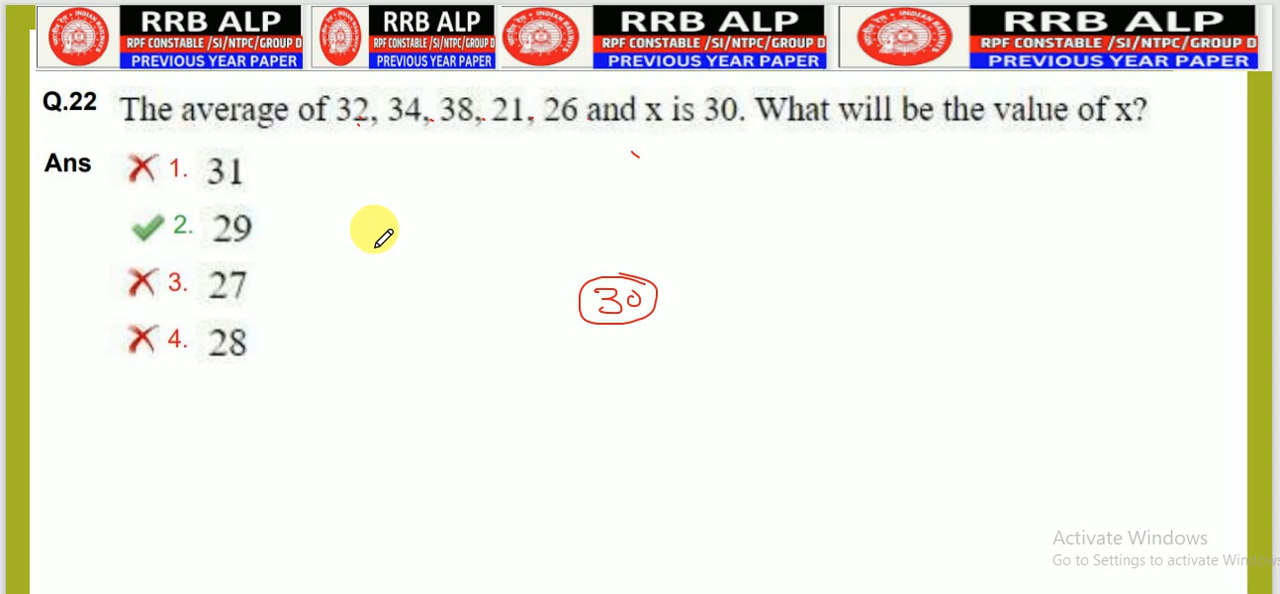 RRB ALP RRB ALP RRB ALP RRB ALP
RPF CONSTABLE /SI/NTPC/GROUP D RPF CONSTABLE /SI/NTPC/GROUP D RPF CONSTABLE /SI/NTPC/GROUP D RPF CONSTABLE /SI/NTPC/GROUP D
PREVIOUS YEAR PAPER PREVIOUS YEAR PAPER PREVIOUS YEAR PAPER PREVIOUS YEAR PAPER
Q.22 The average of 32, 34, 38, 21, 26 and x is 30. What will be the value of x?
Ans 1. 31
2. 29
3. 27
30
4. 28
Activate Windows
Go to Settings to activate Windows